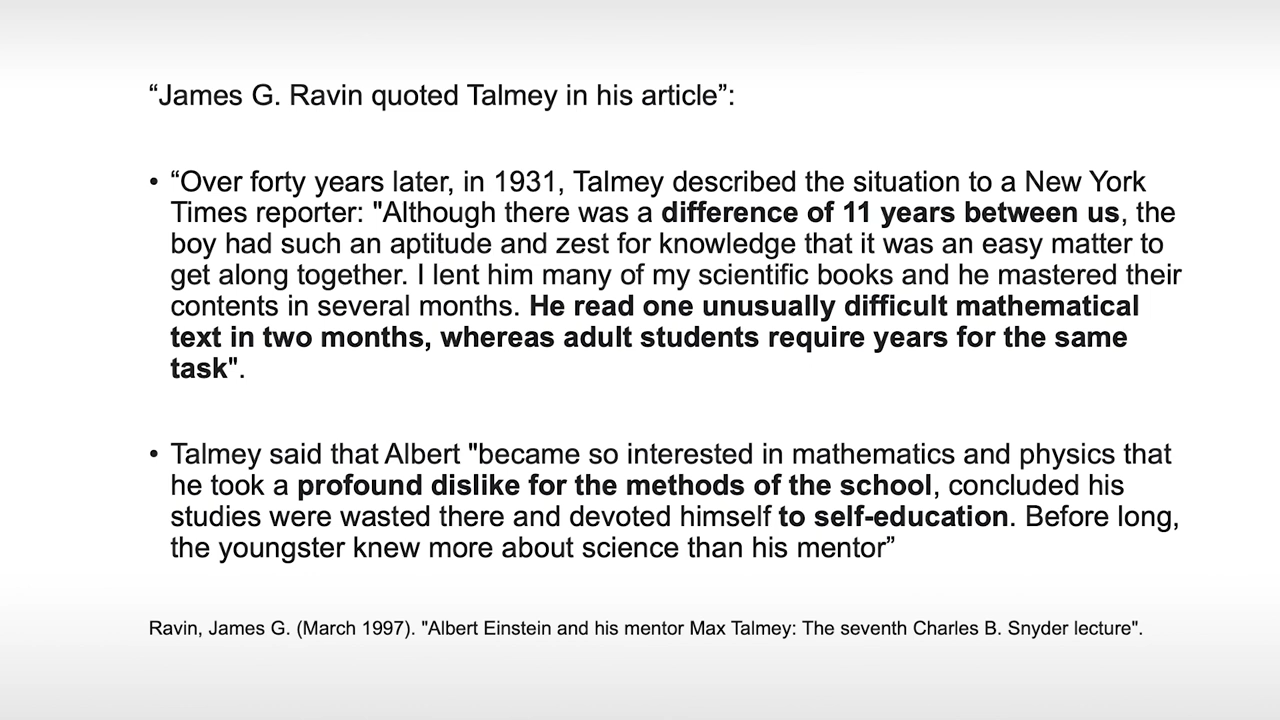 “James G. Ravin quoted Talmey in his article”:
• “Over forty years later, in 1931, Talmey described the situation to a New York
Times reporter: "Although there was a difference of 11 years between us, the
boy had such an aptitude and zest for knowledge that it was an easy matter to
get along together. I lent him many of my scientific books and he mastered their
contents in several months. He read one unusually difficult mathematical
text in two months, whereas adult students require years for the same
task".
• Talmey said that Albert "became so interested in mathematics and physics that
he took a profound dislike for the methods of the school, concluded his
studies were wasted there and devoted himself to self-education. Before long,
the youngster knew more about science than his mentor”
Ravin, James G. (March 1997). "Albert Einstein and his mentor Max Talmey: The seventh Charles B. Snyder lecture".